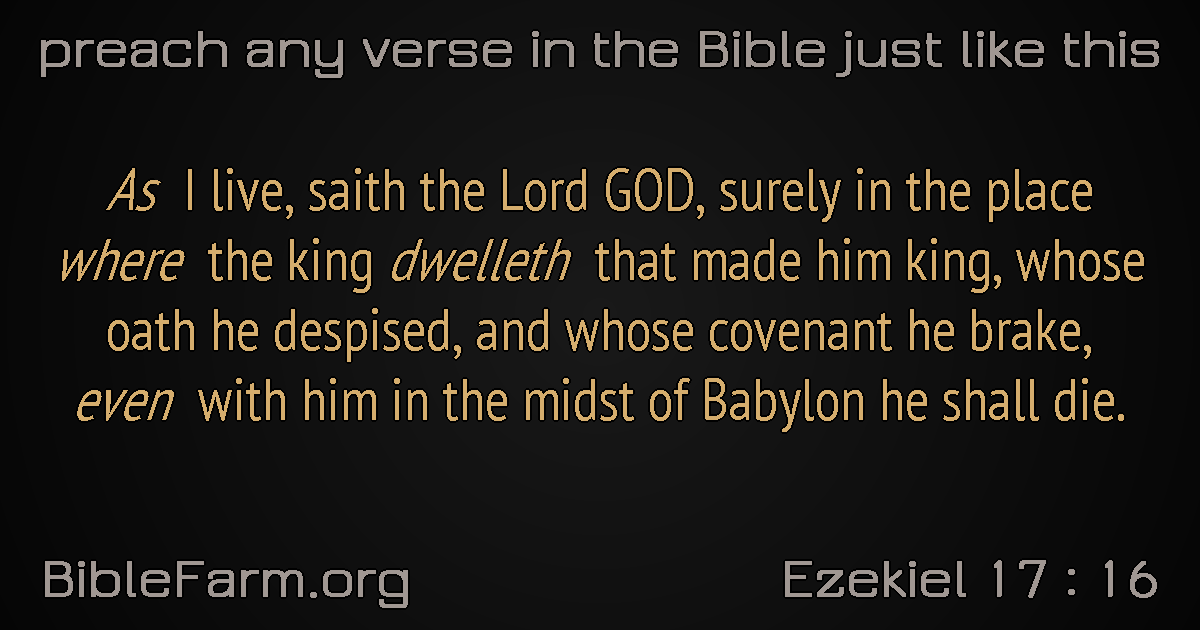 preach any verse in the Bible just like this
As I live, saith the Lord GOD, surely in the place
where the king dwelleth that made him king, whose
oath he despised, and whose covenant he brake,
even with him in the midst of Babylon he shall die.
BibleFarm.org
Ezekiel 17 : 16